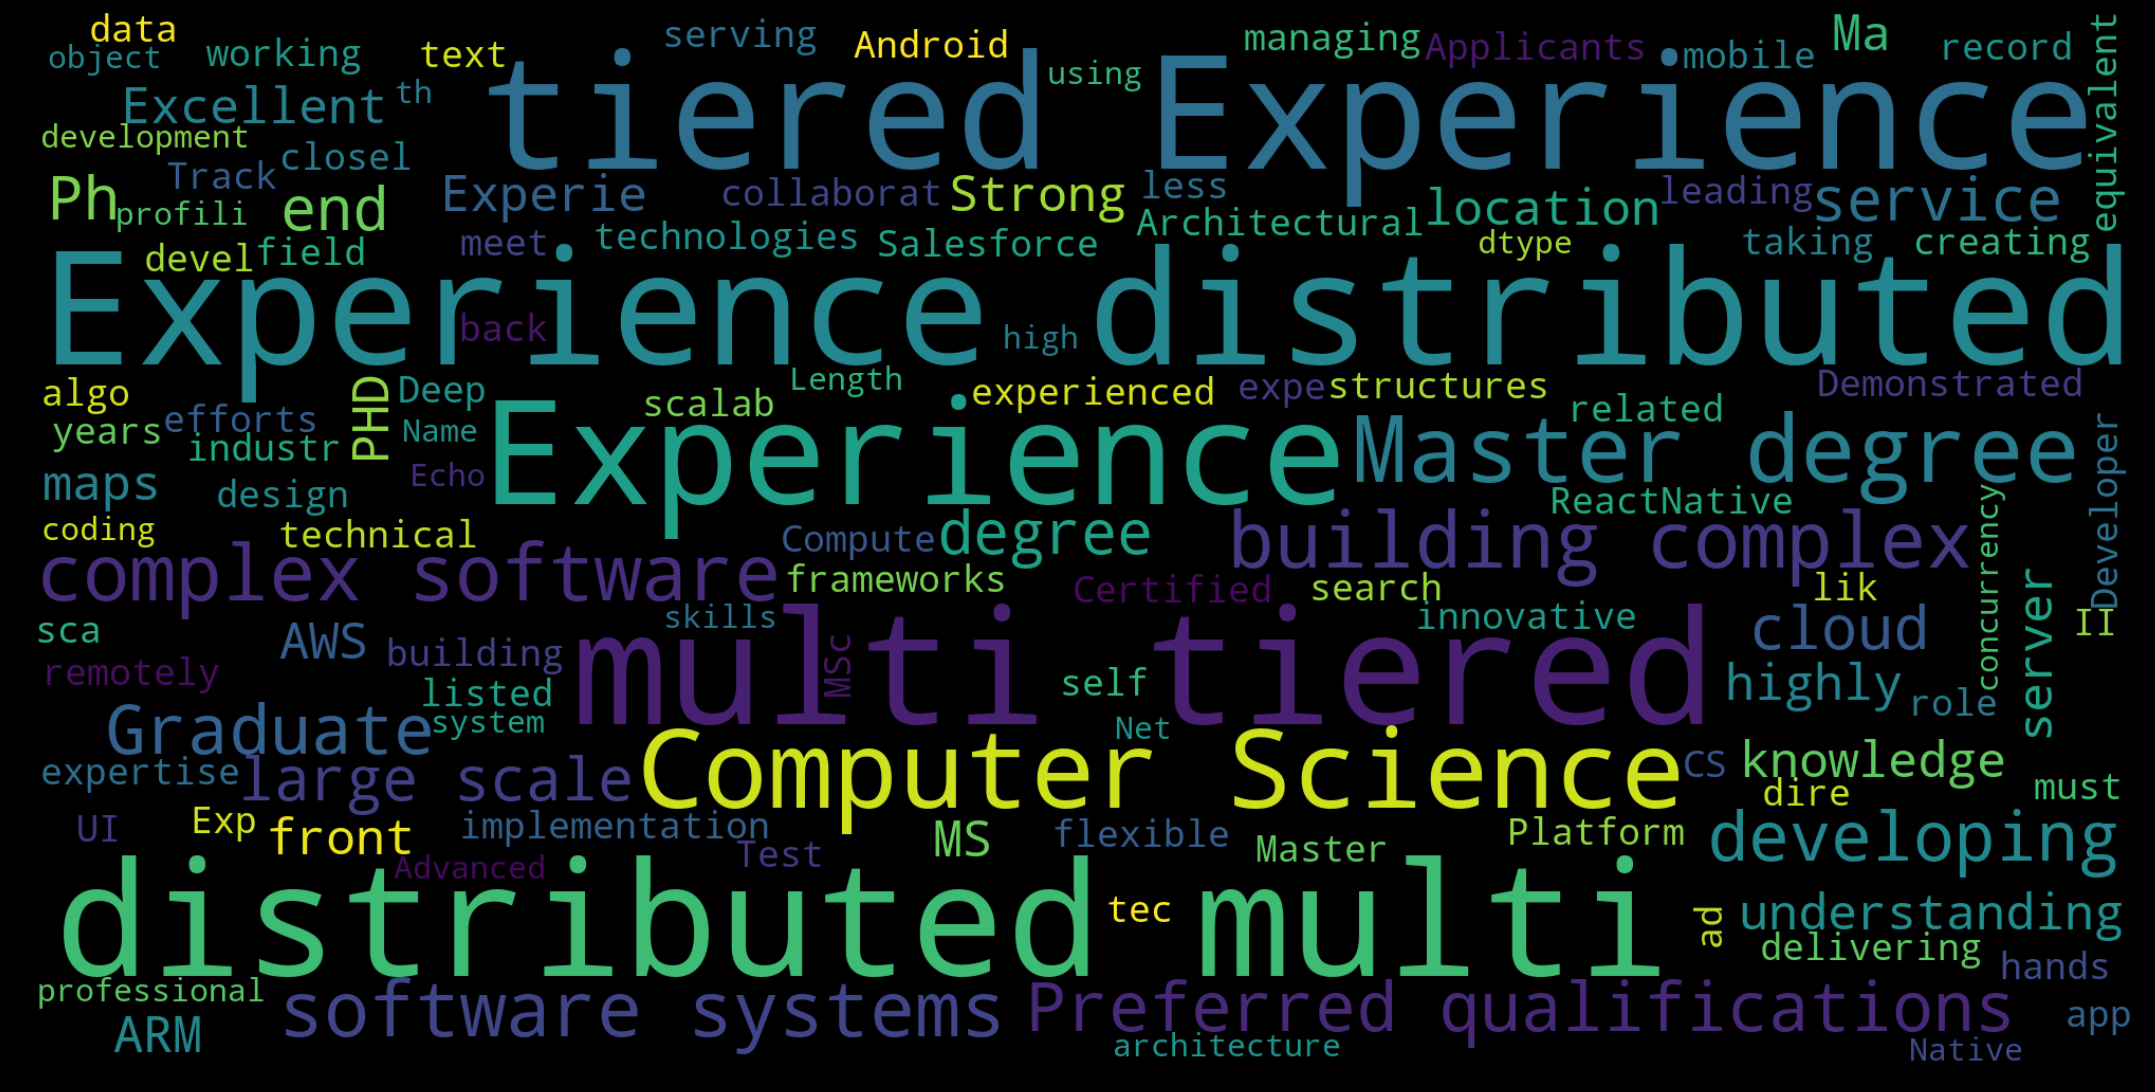 data
object
working
text
serving
Android
managing
Applicants
mobile
Ma
record
equivalent
Excellent
th
tiered
using
Experience
development
closel
Track
Ph
profili
end
Experie
collaborat
Strong
less
Architectural
location
leading
service
devel
field
meet
technologies
Salesforce
dtype
taking
creating
Experience
back
high
distributed
algo
efforts
years
industr
PHD
Deep
Name
Echo
scalab
Length
experienced
expe
structures
related
Demonstrated
Developer
maps
design
Experience
Master degree
ReactNative
coding
technical
Compute
degree
building complex
concurrency
complex software
frameworks
Certified
search
lik
sca
AWS
building
skills
innovative
cloud
server
II
remotely
listed
system
multi tiered
MSc
self
Net
highly
role
Graduate
expertise
large scale
Computer Science
CS
knowledge
dire
must
UI
Exp
front
implementation
Advanced
Test
MS
flexible
Master
Platform
developing
distributed
tec
multi
ad
understanding
delivering
hands
professional
ARM
software systems
Preferred qualifications
architecture
app
Native